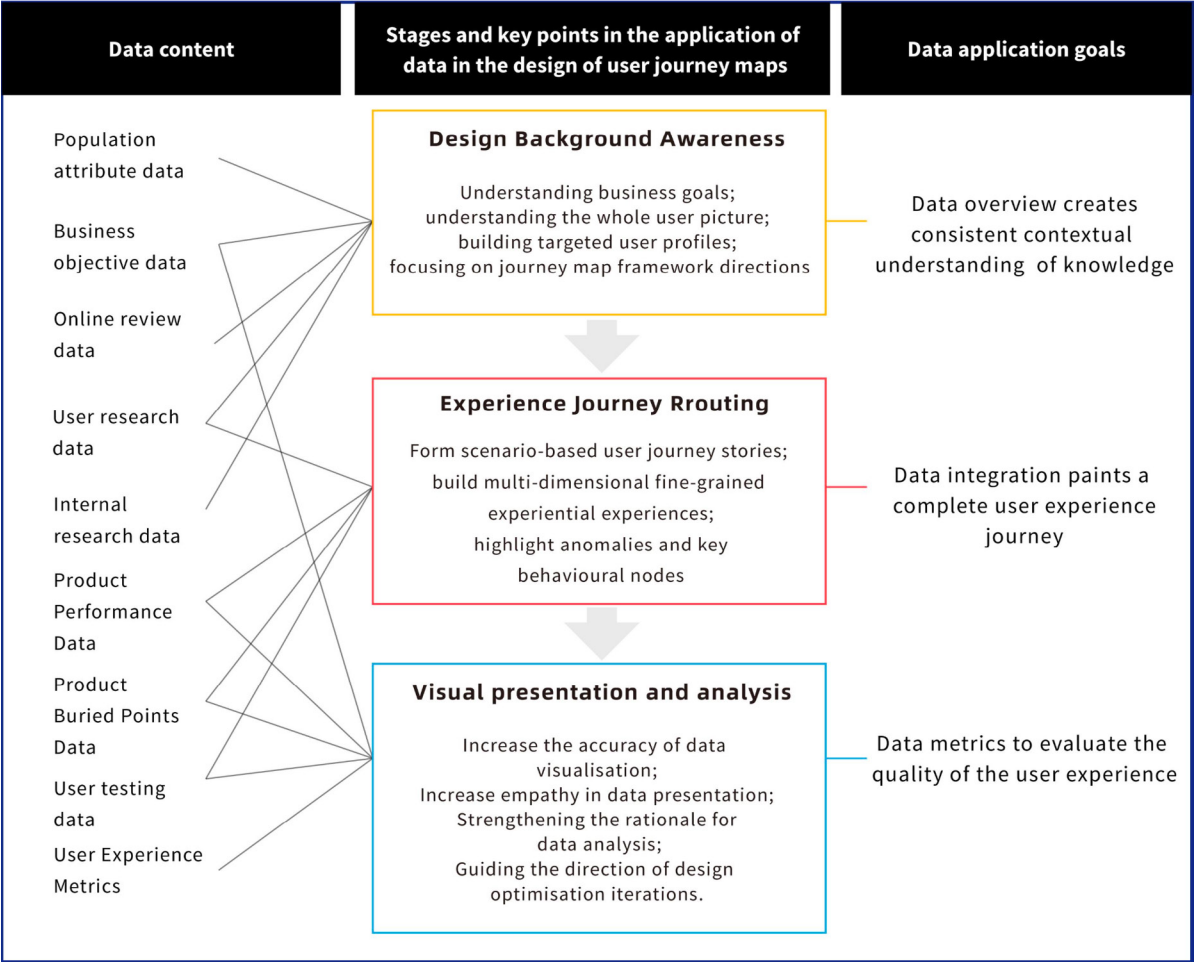 Data content
Stages and key points in the application of
data in the design of user journey maps
Data application goals
Population
attribute data
Business
objective data
Online review
data
User research
data
Internal
research data
Product
Performance
Data
Product
Buried Points
Data
User testing
data
User Experience
Metrics
Design Background Awareness
Understanding business goals;
understanding the whole user picture;
building targeted user profiles;
focusing on journey map framework directions
Experience Journey Rrouting
Form scenario-based user journey stories;
build multi-dimensional fine-grained
experiential experiences;
highlight anomalies and key
behavioural nodes
Visual presentation and analysis
Increase the accuracy of data
visualisation;
Increase empathy in data presentation;
Strengthening the rationale for
data analysis;
Guiding the direction of design
optimisation iterations.
Data overview creates
consistent contextual
understanding of knowledge
Data integration paints a
complete user experience
journey
Data metrics to evaluate the
quality of the user experience